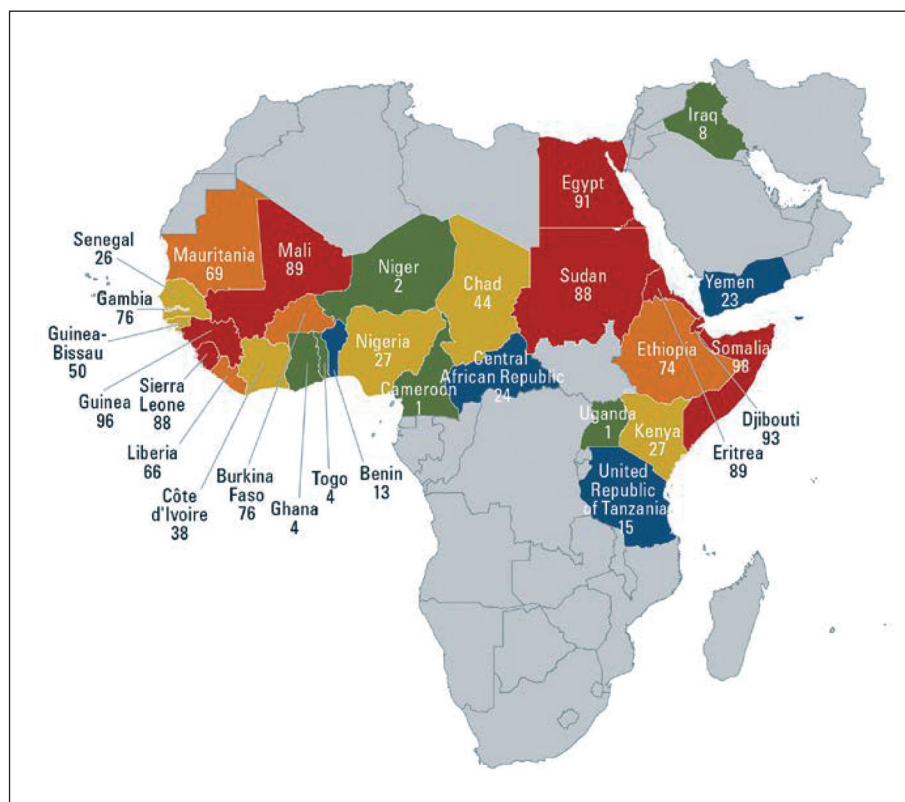 Iraq
8
Egypt
91
Senegal
26
Mauritania
69
Mali
89
Niger
2
Chad
44
Sudan
88
Yemen
23
Gambia
76
Guinea-
Bissau
50
Nigeria
27
Ethiopia
74
Somalia
98
Guinea
96
Sierra
Leone
88
Liberia
66
Côte
d'Ivoire
38
Burkina
Faso
76
Ghana
4
Togo
4
Benin
13
Cameroon
1
Central
African Republic
24
Uganda
1
Kenya
27
Djibouti
93
Eritrea
89
United
Republic
of Tanzania
15